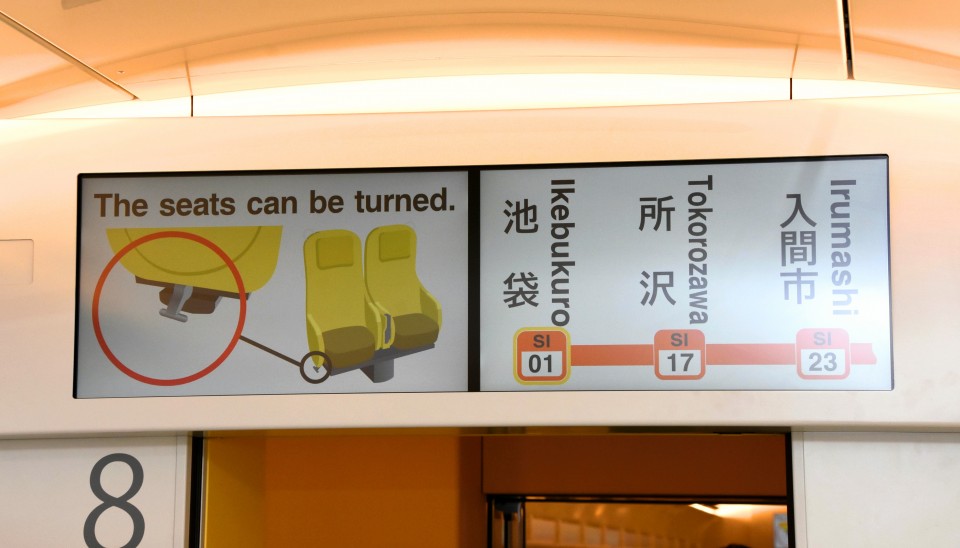 The seats can be turned.
池袋
Ikebukuro
SI
01
所沢
Tokorozawa
SI
17
入間市
Irumashi
SI
23
8